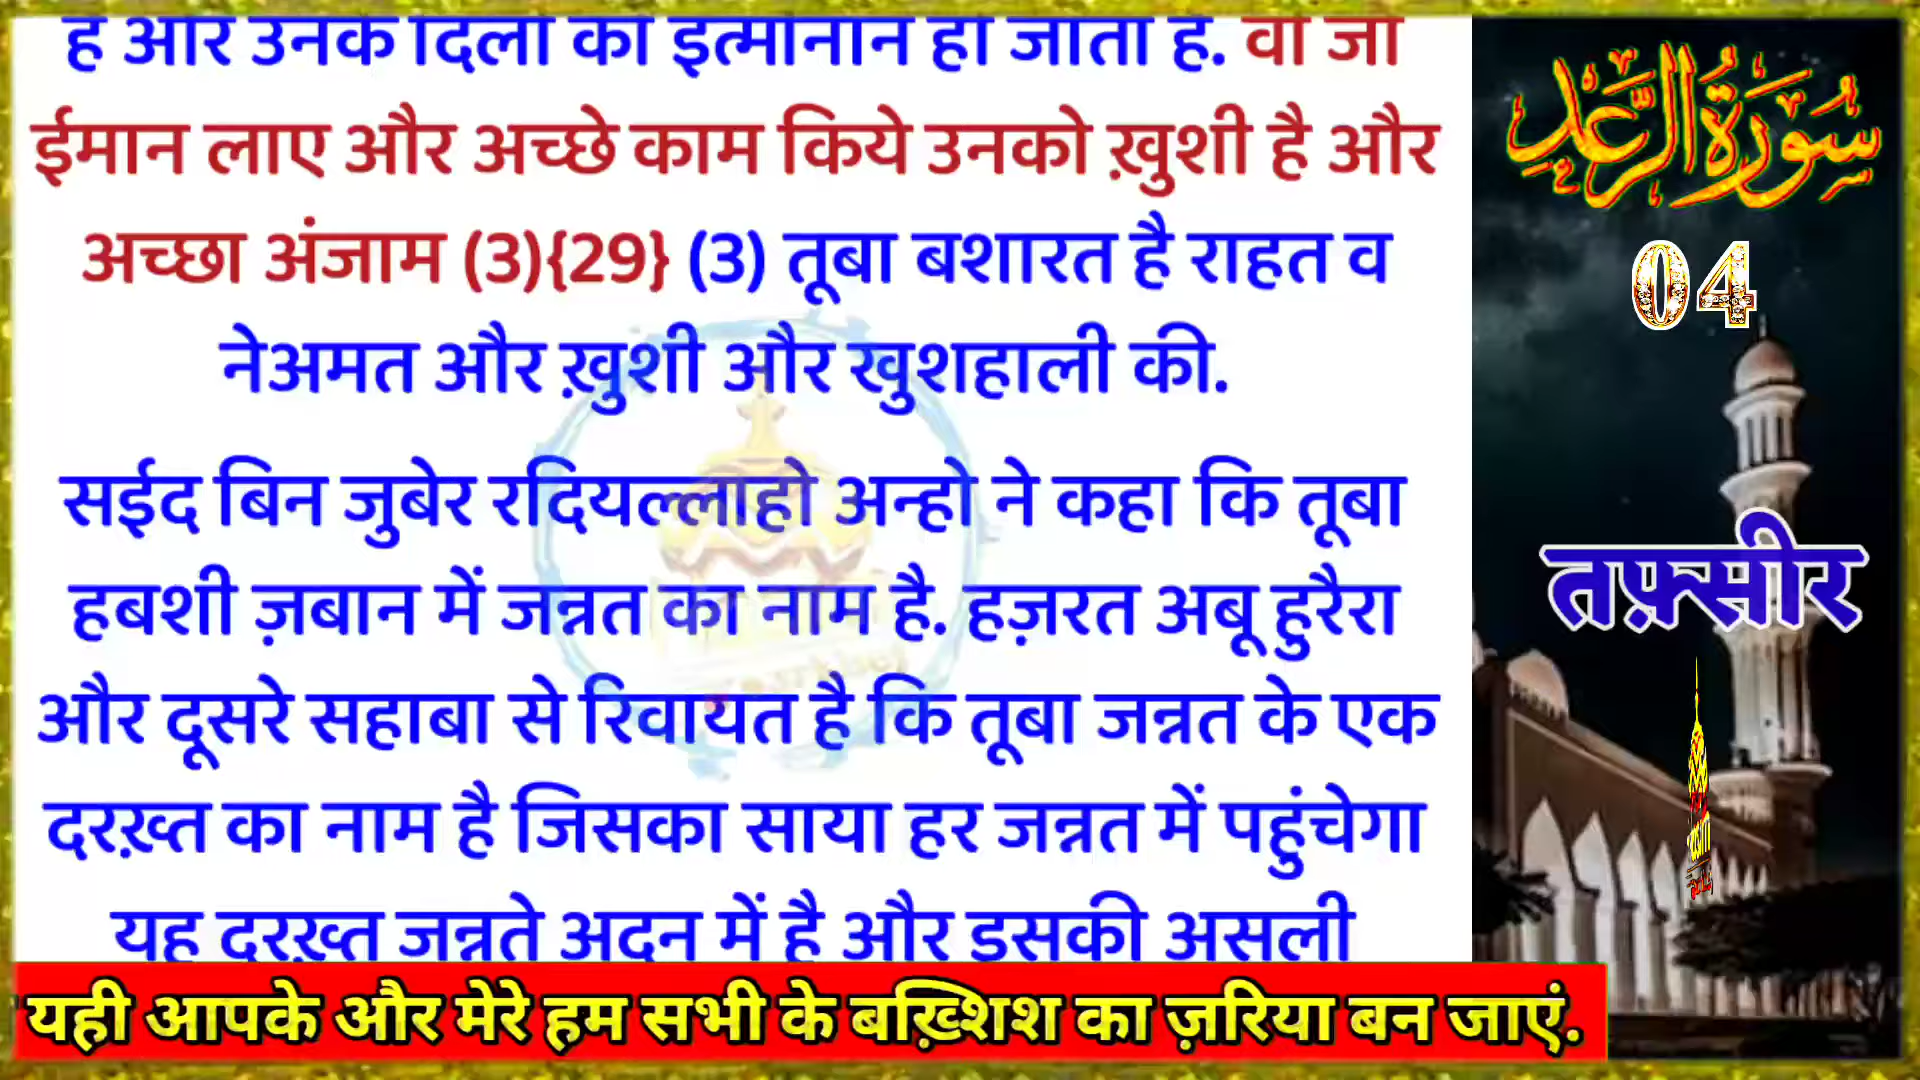 है और उनके दिलों को इत्मीनान हो जाता है. वो जो
ईमान लाए और अच्छे काम किये उनको ख़ुशी है और
अच्छा अंजाम (3){29} (3) तूबा बशारत है राहत व
नेअमत और ख़ुशी और खुशहाली की.
सईद बिन जुबेर रदियल्लाहो अन्हो ने कहा कि तूबा
हबशी ज़बान में जन्नत का नाम है. हज़रत अबू हुरैरा
और दूसरे सहाबा से रिवायत है कि तूबा जन्नत के एक
दरख़्त का नाम है जिसका साया हर जन्नत में पहुंचेगा
यह दरख़्त जन्नते अदन में है और इसकी असली
यही आपके और मेरे हम सभी के बख़्शिश का ज़रिया बन जाएं.
سُوْرَةُ الرَّعْدِ
04
तफ़्सीर